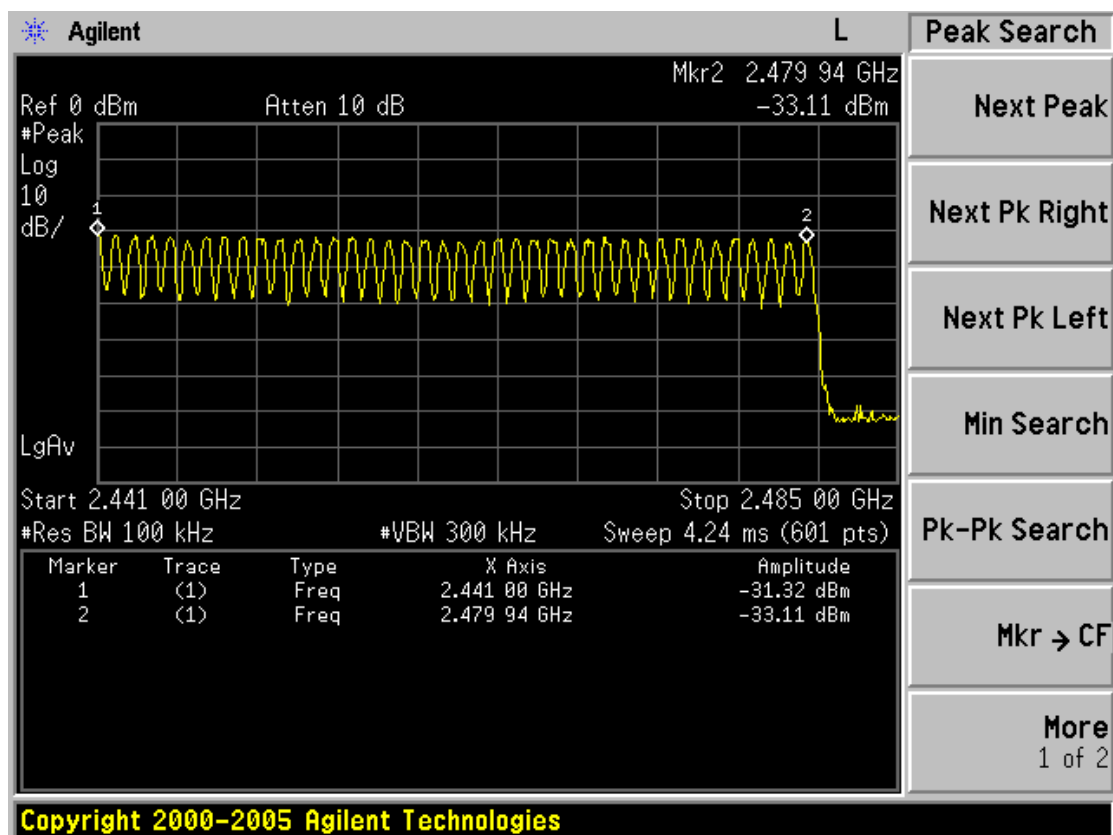 Agilent L Peak Search
Mkr2 2.479 94 GHz
Ref 0 dBm Atten 10 dB -33.11 dBm
#Peak
Log
10
dB/
1
2
LgAv
Start 2.441 00 GHz Stop 2.485 00 GHz
#Res BW 100 kHz #VBW 300 kHz Sweep 4.24 ms (601 pts)
Marker Trace Type X Axis Amplitude
1 (1) Freq 2.441 00 GHz -31.32 dBm
2 (1) Freq 2.479 94 GHz -33.11 dBm
Next Peak
Next Pk Right
Next Pk Left
Min Search
Pk-Pk Search
Mkr → CF
More
1 of 2
Copyright 2000-2005 Agilent Technologies